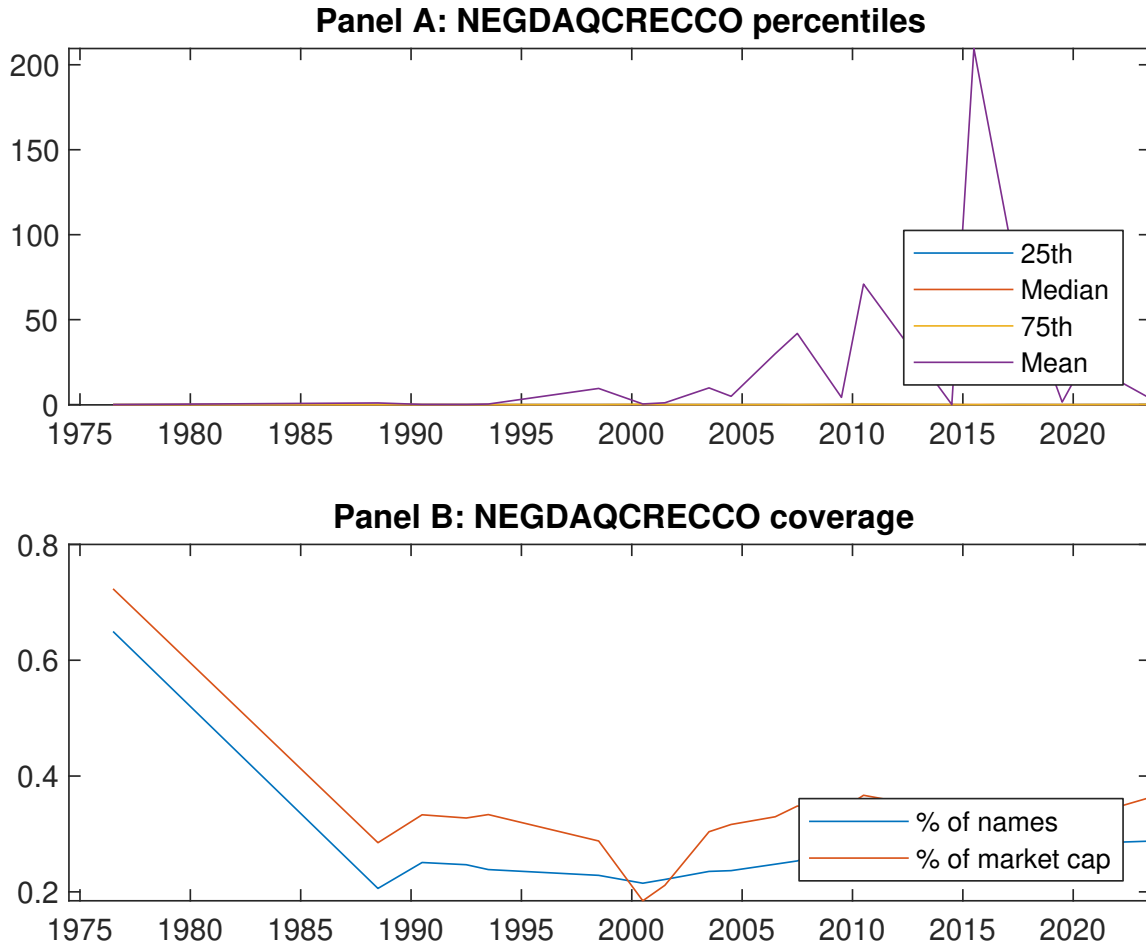 Panel A: NEGDAQCRECCO percentiles
200
150
100
50
0
25th
Median
75th
Mean
1975 1980 1985 1990 1995 2000 2005 2010 2015 2020
Panel B: NEGDAQCRECCO coverage
0.8
0.6
0.4
0.2
% of names
% of market cap
1975 1980 1985 1990 1995 2000 2005 2010 2015 2020